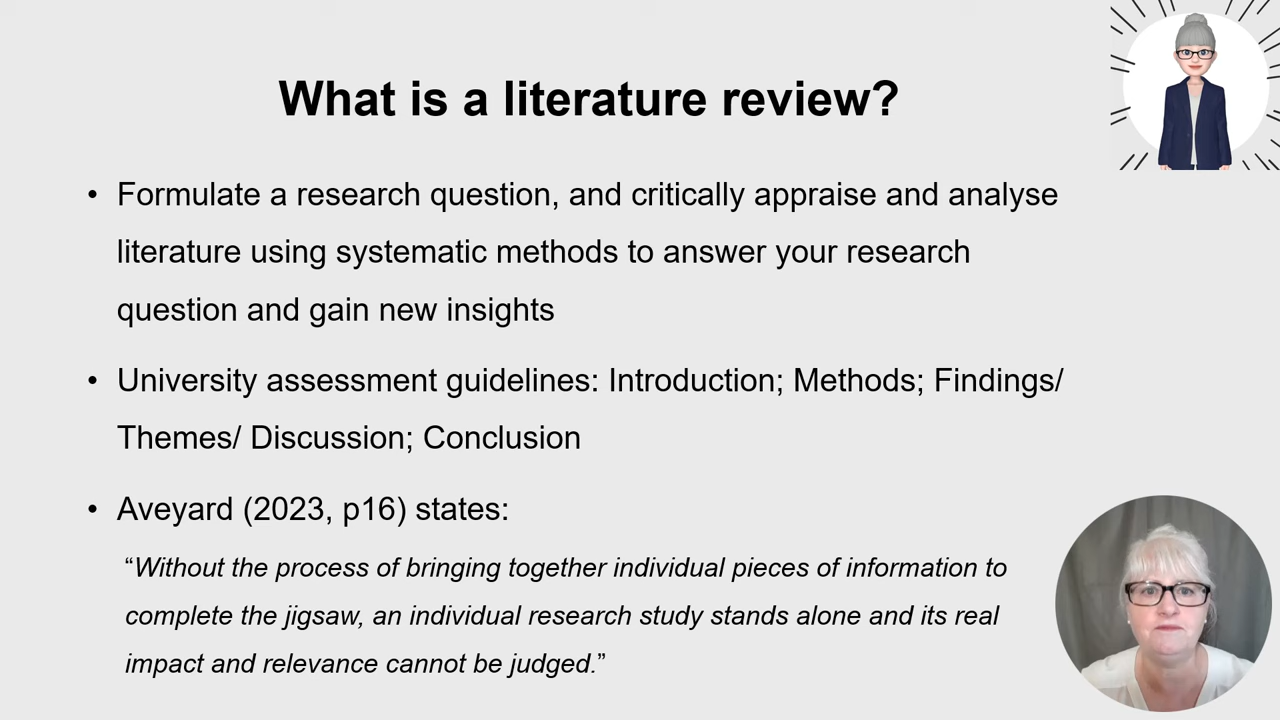 What is a literature review?
• Formulate a research question, and critically appraise and analyse
literature using systematic methods to answer your research
question and gain new insights
• University assessment guidelines: Introduction; Methods; Findings/
Themes/ Discussion; Conclusion
• Aveyard (2023, p16) states:
“Without the process of bringing together individual pieces of information to
complete the jigsaw, an individual research study stands alone and its real
impact and relevance cannot be judged.”